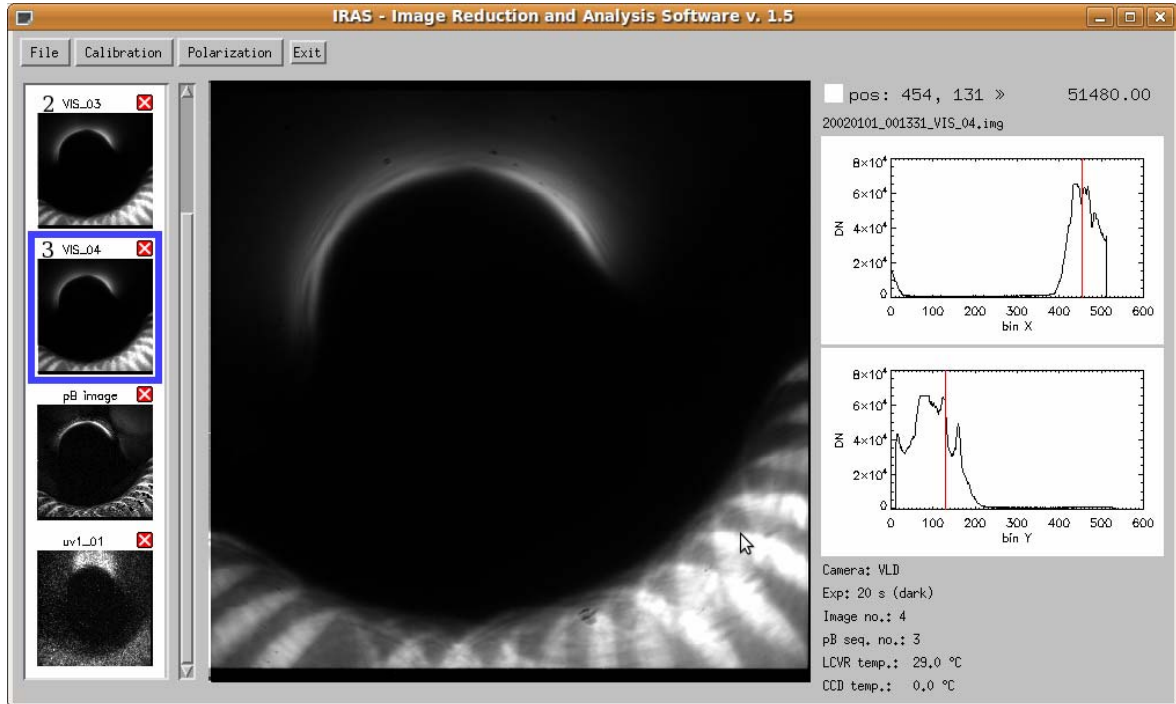 IRAS - Image Reduction and Analysis Software v. 1.5
File Calibration Polarization Exit
2 VIS_03
3 VIS_04
pB image
uv1_01
pos: 454, 131 » 51480.00
20020101_001331_VIS_04.img
8×10⁴
6×10⁴
4×10⁴
2×10⁴
0
DN
0 100 200 300 400 500 600
bin X
8×10⁴
6×10⁴
4×10⁴
2×10⁴
0
DN
0 100 200 300 400 500 600
bin Y
Camera: VLD
Exp: 20 s (dark)
Image no.: 4
pB seq. no.: 3
LCVR temp.: 29.0 °C
CCD temp.: 0.0 °C